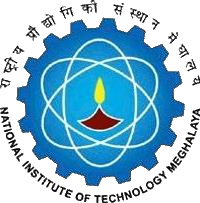 राष्ट्रीय प्रौद्योगिकी संस्थान मेघालय
NATIONAL INSTITUTE OF TECHNOLOGY MEGHALAYA